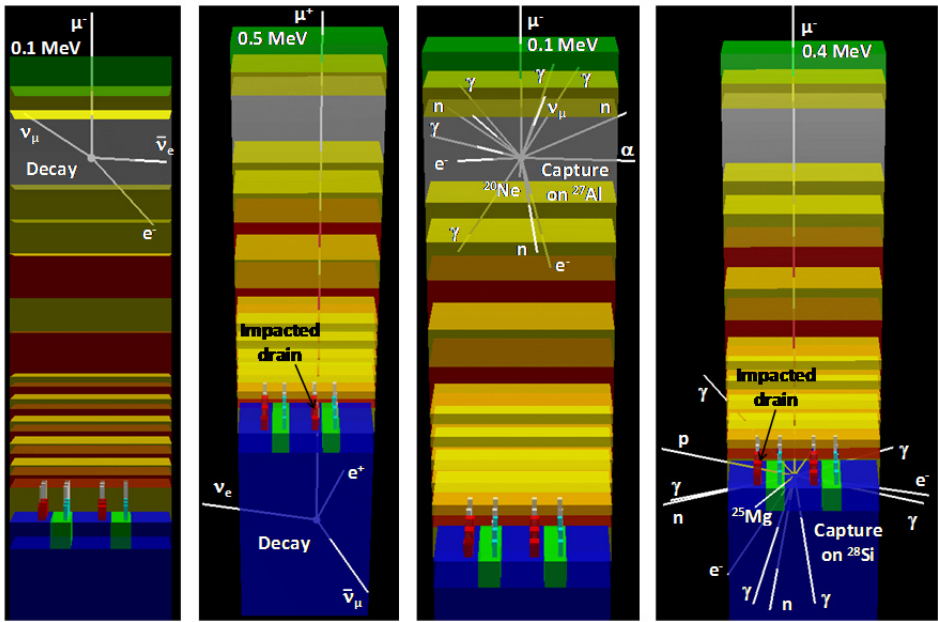 μ⁻
0.1 MeV
ν_μ
ν̄_e
Decay
e⁻
μ⁺
0.5 MeV
Impacted
drain
e⁺
ν_e
Decay
ν̄_μ
μ⁻
0.1 MeV
γ
γ
γ
n
ν_μ
n
γ
e⁻
α
²⁰Ne
Capture
on ²⁷Al
γ
n
e⁻
μ⁻
0.4 MeV
γ
Impacted
drain
p
γ
γ
e⁻
n
γ
²⁵Mg
Capture
on ²⁸Si
e⁻
γ
n
γ